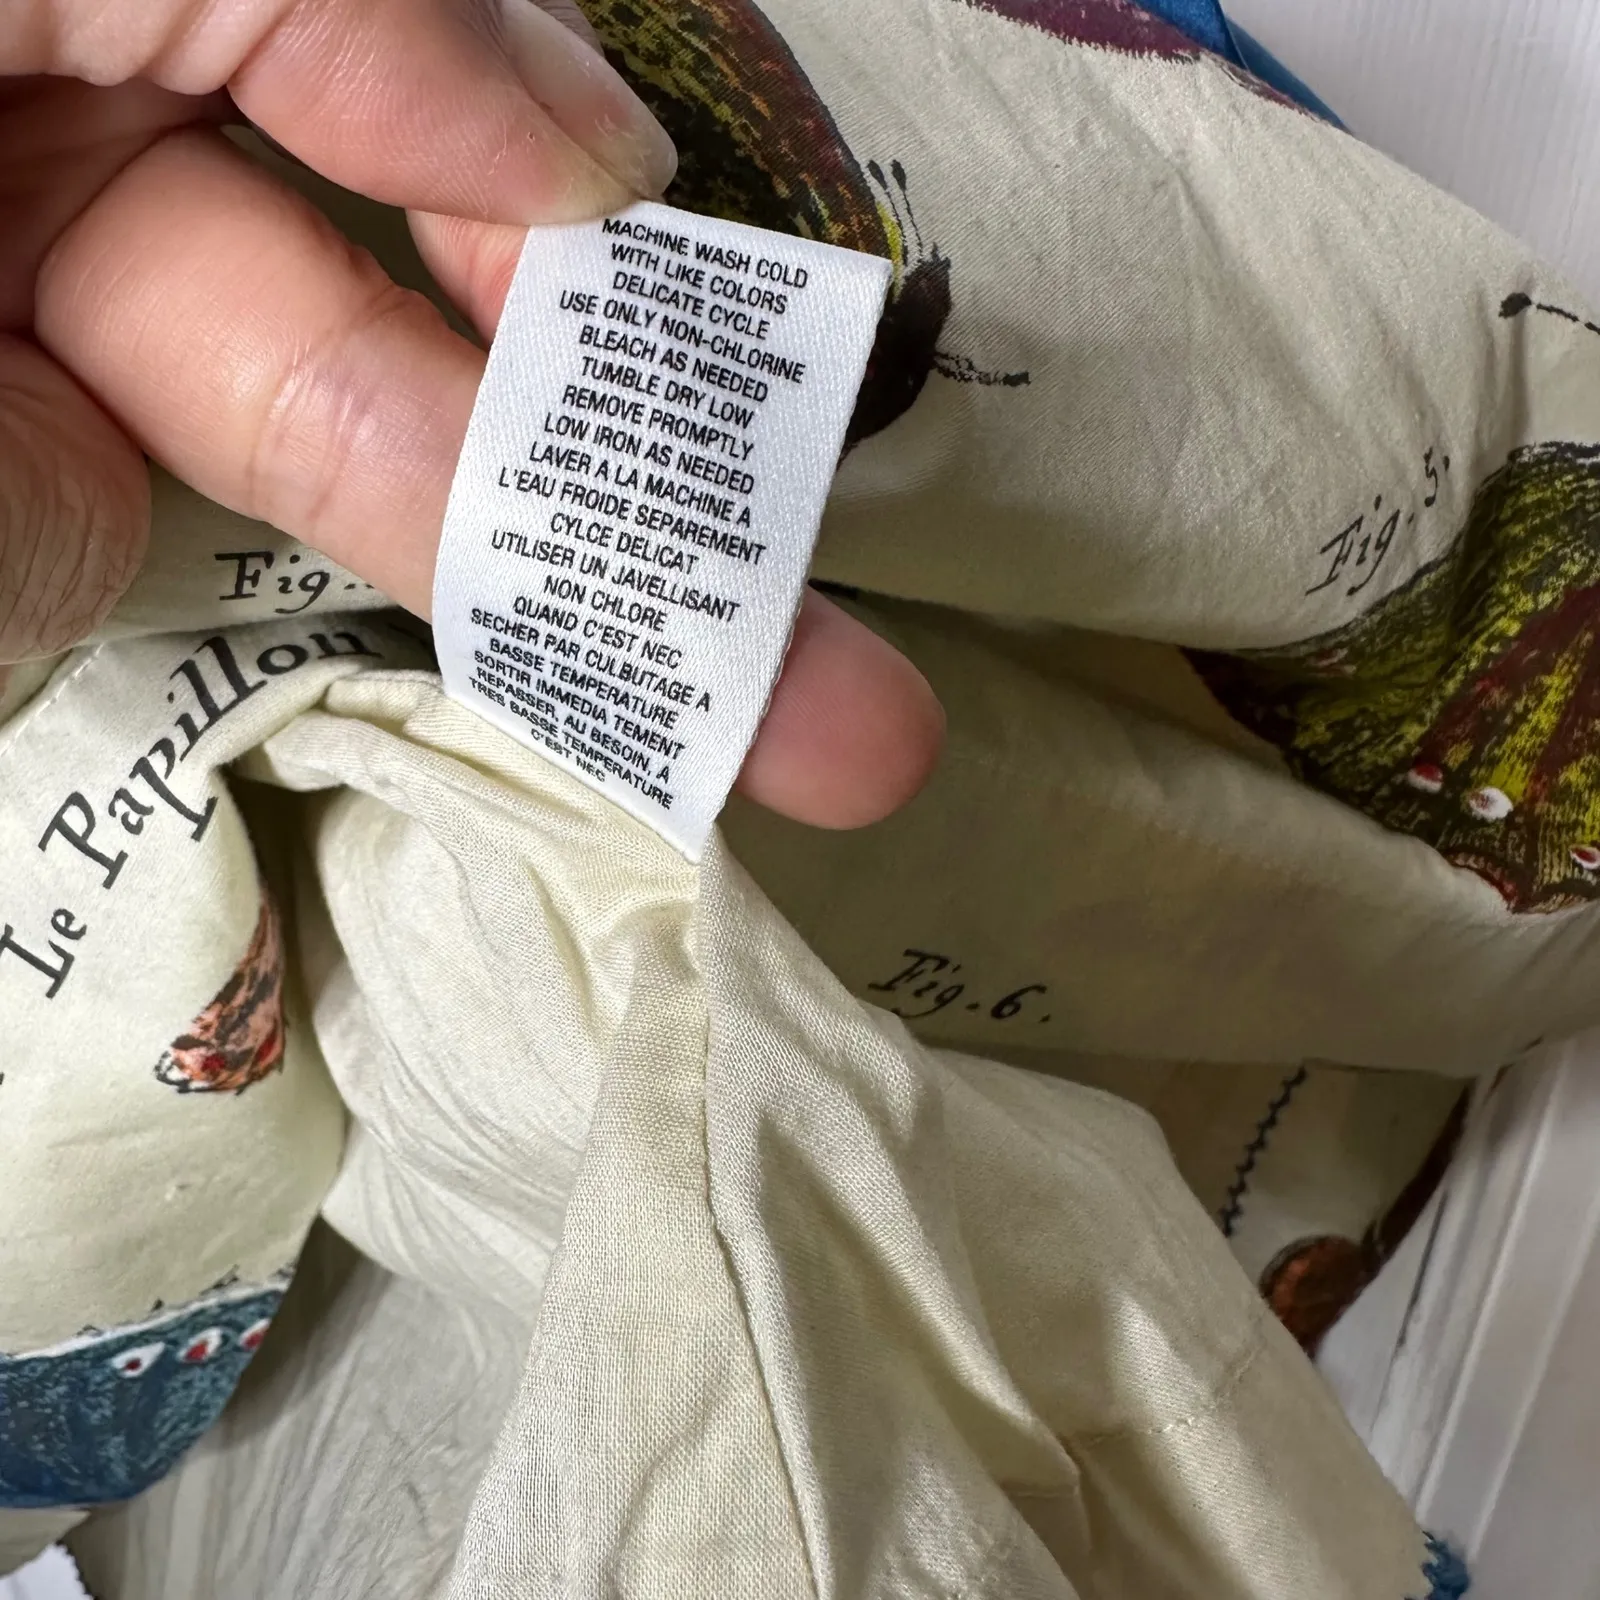 MACHINE WASH COLD
WITH LIKE COLORS
DELICATE CYCLE
USE ONLY NON-CHLORINE
BLEACH AS NEEDED
TUMBLE DRY LOW
REMOVE PROMPTLY
LOW IRON AS NEEDED
LAVER A LA MACHINE A
L'EAU FROIDE SEPAREMENT
CYLCE DELICAT
UTILISER UN JAVELLISANT
NON CHLORE
QUAND C'EST NEC
SECHER PAR CULBUTAGE A
BASSE TEMPERATURE
SORTIR IMMEDIA TEMENT
REPASSER, AU BESOIN, A
TRES BASSE TEMPERATURE
C'EST NEC
Fig.
Le Papillon
Fig. 5.
Fig. 6.